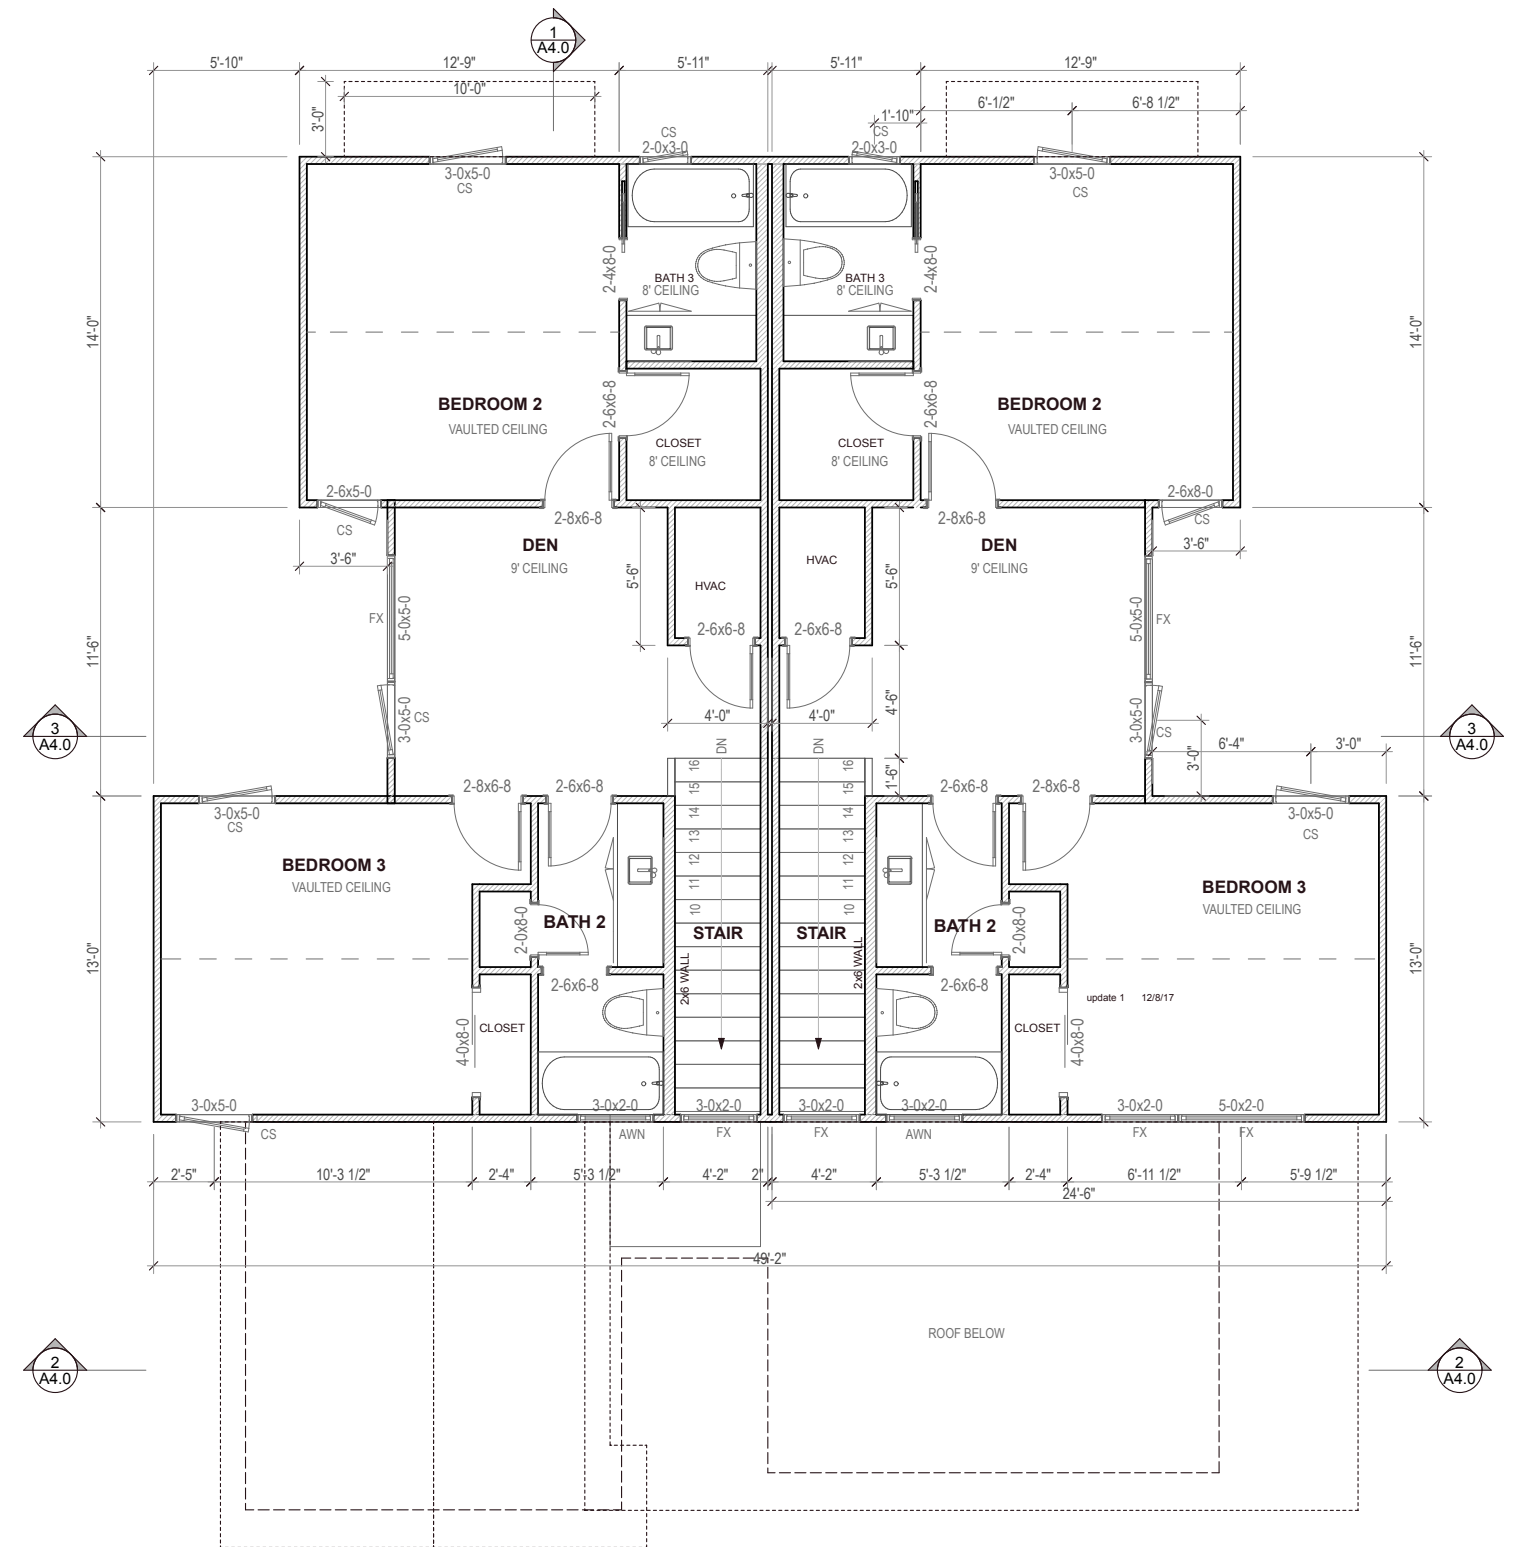 1
A4.0
5'-10"
12'-9"
5'-11"
5'-11"
12'-9"
10'-0"
3'-0"
6'-1/2"
6'-8 1/2"
1'-10"
CS
2-0x3-0
CS
2-0x3-0
3-0x5-0
CS
3-0x5-0
CS
14'-0"
2-4x8-0
BATH 3
8' CEILING
BATH 3
8' CEILING
2-4x8-0
14'-0"
BEDROOM 2
VAULTED CEILING
2-6x6-8
CLOSET
8' CEILING
CLOSET
8' CEILING
2-6x6-8
BEDROOM 2
VAULTED CEILING
2-6x5-0
CS
2-8x6-8
2-8x6-8
2-6x8-0
CS
3'-6"
DEN
9' CEILING
5'-6"
HVAC
HVAC
5'-6"
DEN
9' CEILING
3'-6"
11'-6"
FX
5-0x5-0
2-6x6-8
2-6x6-8
5-0x5-0
FX
11'-6"
3
A4.0
3-0x5-0
CS
4'-0"
4'-0"
4'-6"
3-0x5-0
CS
3'-0"
6'-4"
3'-0"
3
A4.0
DN
DN
1'-6"
3-0x5-0
CS
2-8x6-8
2-6x6-8
16
15
14
13
12
11
10
16
15
14
13
12
11
10
2-6x6-8
2-8x6-8
3-0x5-0
CS
BEDROOM 3
VAULTED CEILING
BEDROOM 3
VAULTED CEILING
13'-0"
2-0x8-0
BATH 2
STAIR
STAIR
BATH 2
2-0x8-0
13'-0"
2x6 WALL
2x6 WALL
2-6x6-8
2-6x6-8
update 1 12/8/17
4-0x8-0
CLOSET
CLOSET
4-0x8-0
3-0x5-0
CS
3-0x2-0
AWN
3-0x2-0
FX
3-0x2-0
FX
3-0x2-0
AWN
3-0x2-0
FX
5-0x2-0
FX
2'-5"
10'-3 1/2"
2'-4"
5'-3 1/2"
4'-2"
2"
4'-2"
5'-3 1/2"
2'-4"
6'-11 1/2"
5'-9 1/2"
24'-6"
49'-2"
ROOF BELOW
2
A4.0
2
A4.0